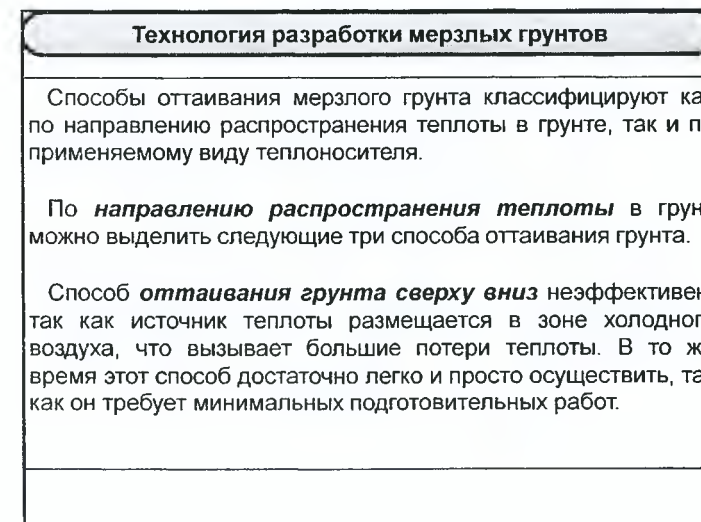 Технология разработки мерзлых грунтов
Способы оттаивания мерзлого грунта классифицируют ка
по направлению распространения теплоты в грунте, так и п
применяемому виду теплоносителя.
По направлению распространения теплоты в грун
можно выделить следующие три способа оттаивания грунта.
Способ оттаивания грунта сверху вниз неэффективен
так как источник теплоты размещается в зоне холодног
воздуха, что вызывает большие потери теплоты. В то ж
время этот способ достаточно легко и просто осуществить, та
как он требует минимальных подготовительных работ.